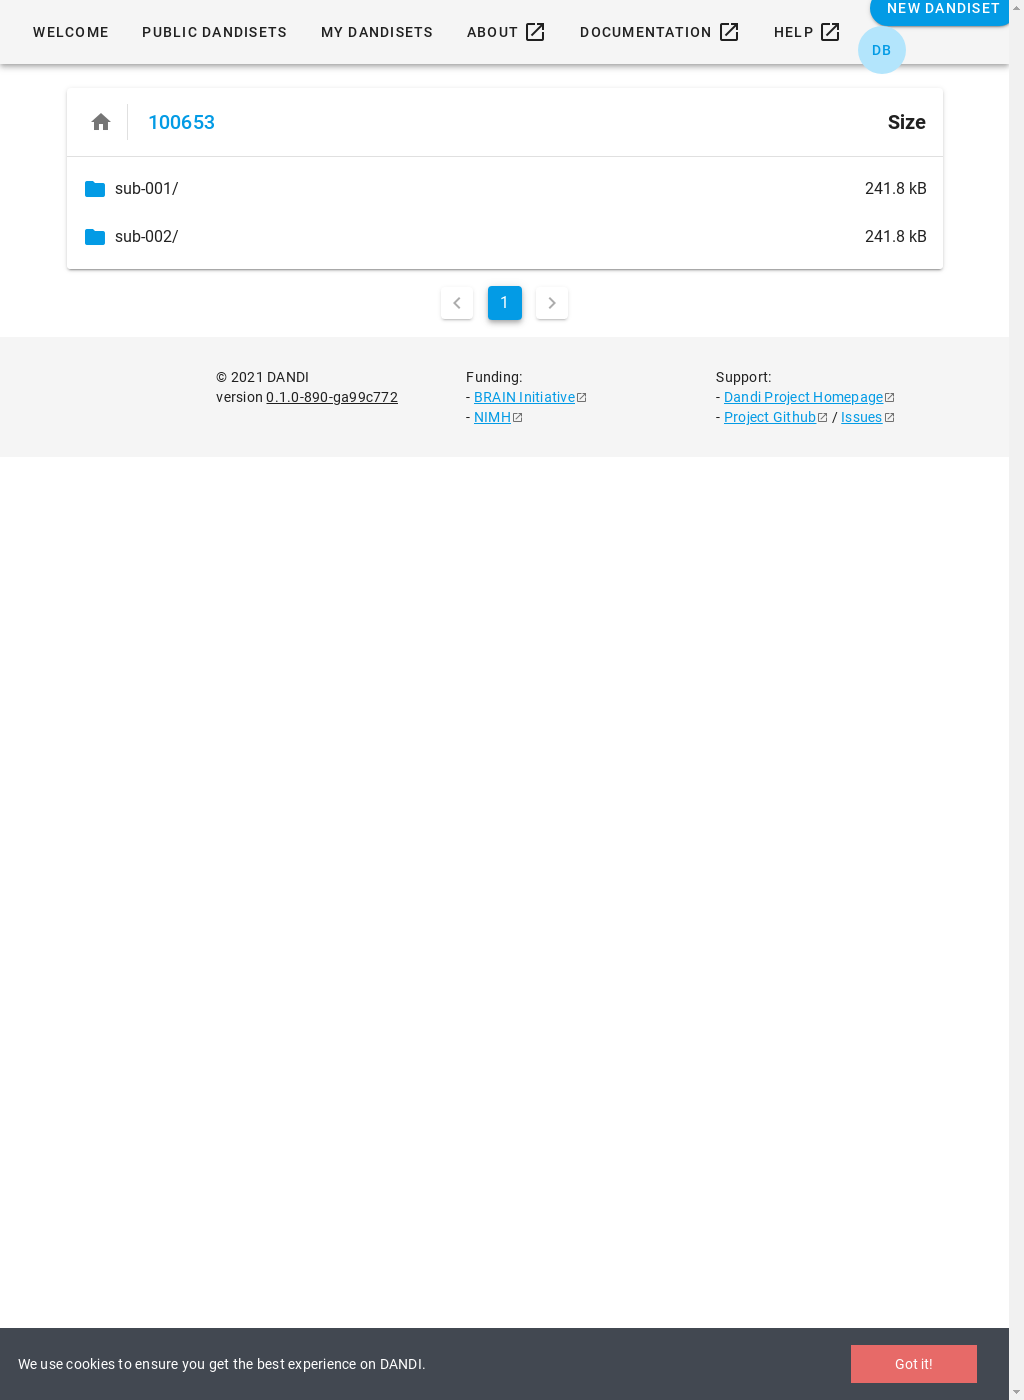 NEW DANDISET
WELCOME PUBLIC DANDISETS MY DANDISETS ABOUT DOCUMENTATION HELP
DB
100653 Size
sub-001/ 241.8 kB
sub-002/ 241.8 kB
1
© 2021 DANDI Funding: Support:
version 0.1.0-890-ga99c772 - BRAIN Initiative - Dandi Project Homepage
- NIMH - Project Github / Issues
We use cookies to ensure you get the best experience on DANDI. Got it!